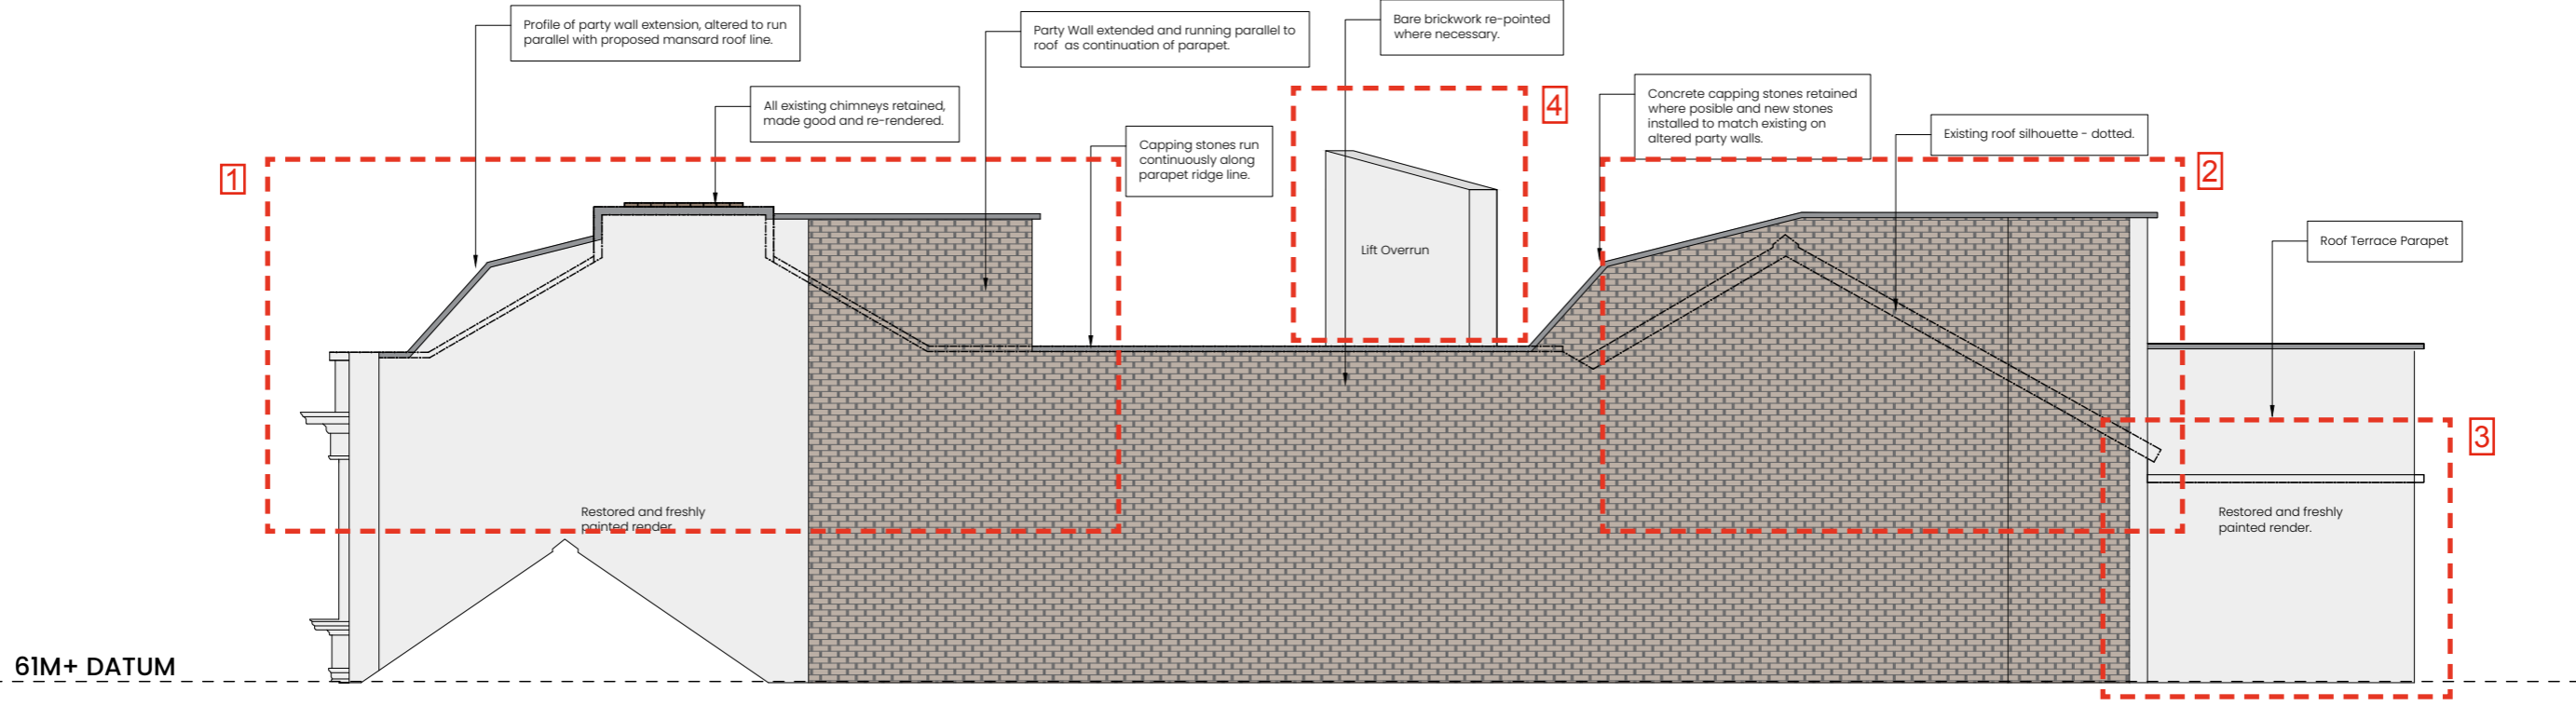 Profile of party wall extension, altered to run
parallel with proposed mansard roof line.
Party Wall extended and running parallel to
roof as continuation of parapet.
Bare brickwork re-pointed
where necessary.
All existing chimneys retained,
made good and re-rendered.
4
Concrete capping stones retained
where posible and new stones
installed to match existing on
altered party walls.
Existing roof silhouette - dotted.
Capping stones run
continuously along
parapet ridge line.
1
2
Lift Overrun
Roof Terrace Parapet
3
Restored and freshly
painted render.
Restored and freshly
painted render.
61M+ DATUM